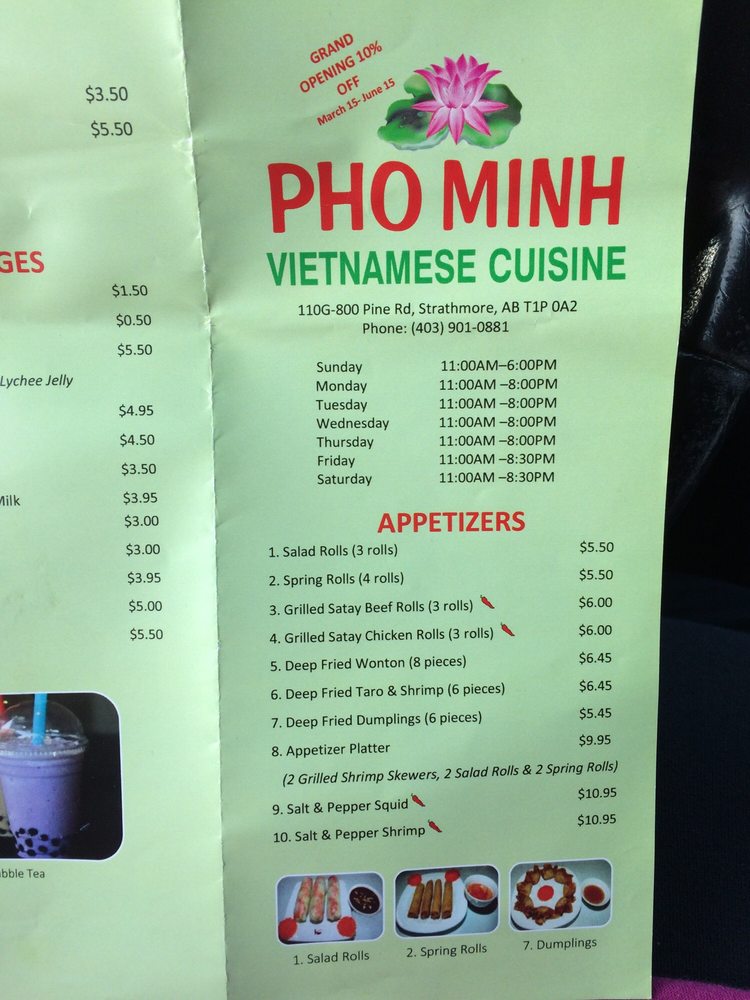 $3.50
$5.50
GES
$1.50
$0.50
$5.50
Lychee Jelly
$4.95
$4.50
$3.50
Milk $3.95
$3.00
$3.00
$3.95
$5.00
$5.50
bble Tea
GRAND
OPENING 10%
OFF
March 15- June 15
PHO MINH
VIETNAMESE CUISINE
110G-800 Pine Rd, Strathmore, AB T1P 0A2
Phone: (403) 901-0881
Sunday 11:00AM–6:00PM
Monday 11:00AM –8:00PM
Tuesday 11:00AM –8:00PM
Wednesday 11:00AM –8:00PM
Thursday 11:00AM –8:00PM
Friday 11:00AM –8:30PM
Saturday 11:00AM –8:30PM
APPETIZERS
1. Salad Rolls (3 rolls) $5.50
2. Spring Rolls (4 rolls) $5.50
3. Grilled Satay Beef Rolls (3 rolls) $6.00
4. Grilled Satay Chicken Rolls (3 rolls) $6.00
5. Deep Fried Wonton (8 pieces) $6.45
6. Deep Fried Taro & Shrimp (6 pieces) $6.45
7. Deep Fried Dumplings (6 pieces) $5.45
8. Appetizer Platter $9.95
(2 Grilled Shrimp Skewers, 2 Salad Rolls & 2 Spring Rolls)
9. Salt & Pepper Squid $10.95
10. Salt & Pepper Shrimp $10.95
1. Salad Rolls
2. Spring Rolls
7. Dumplings